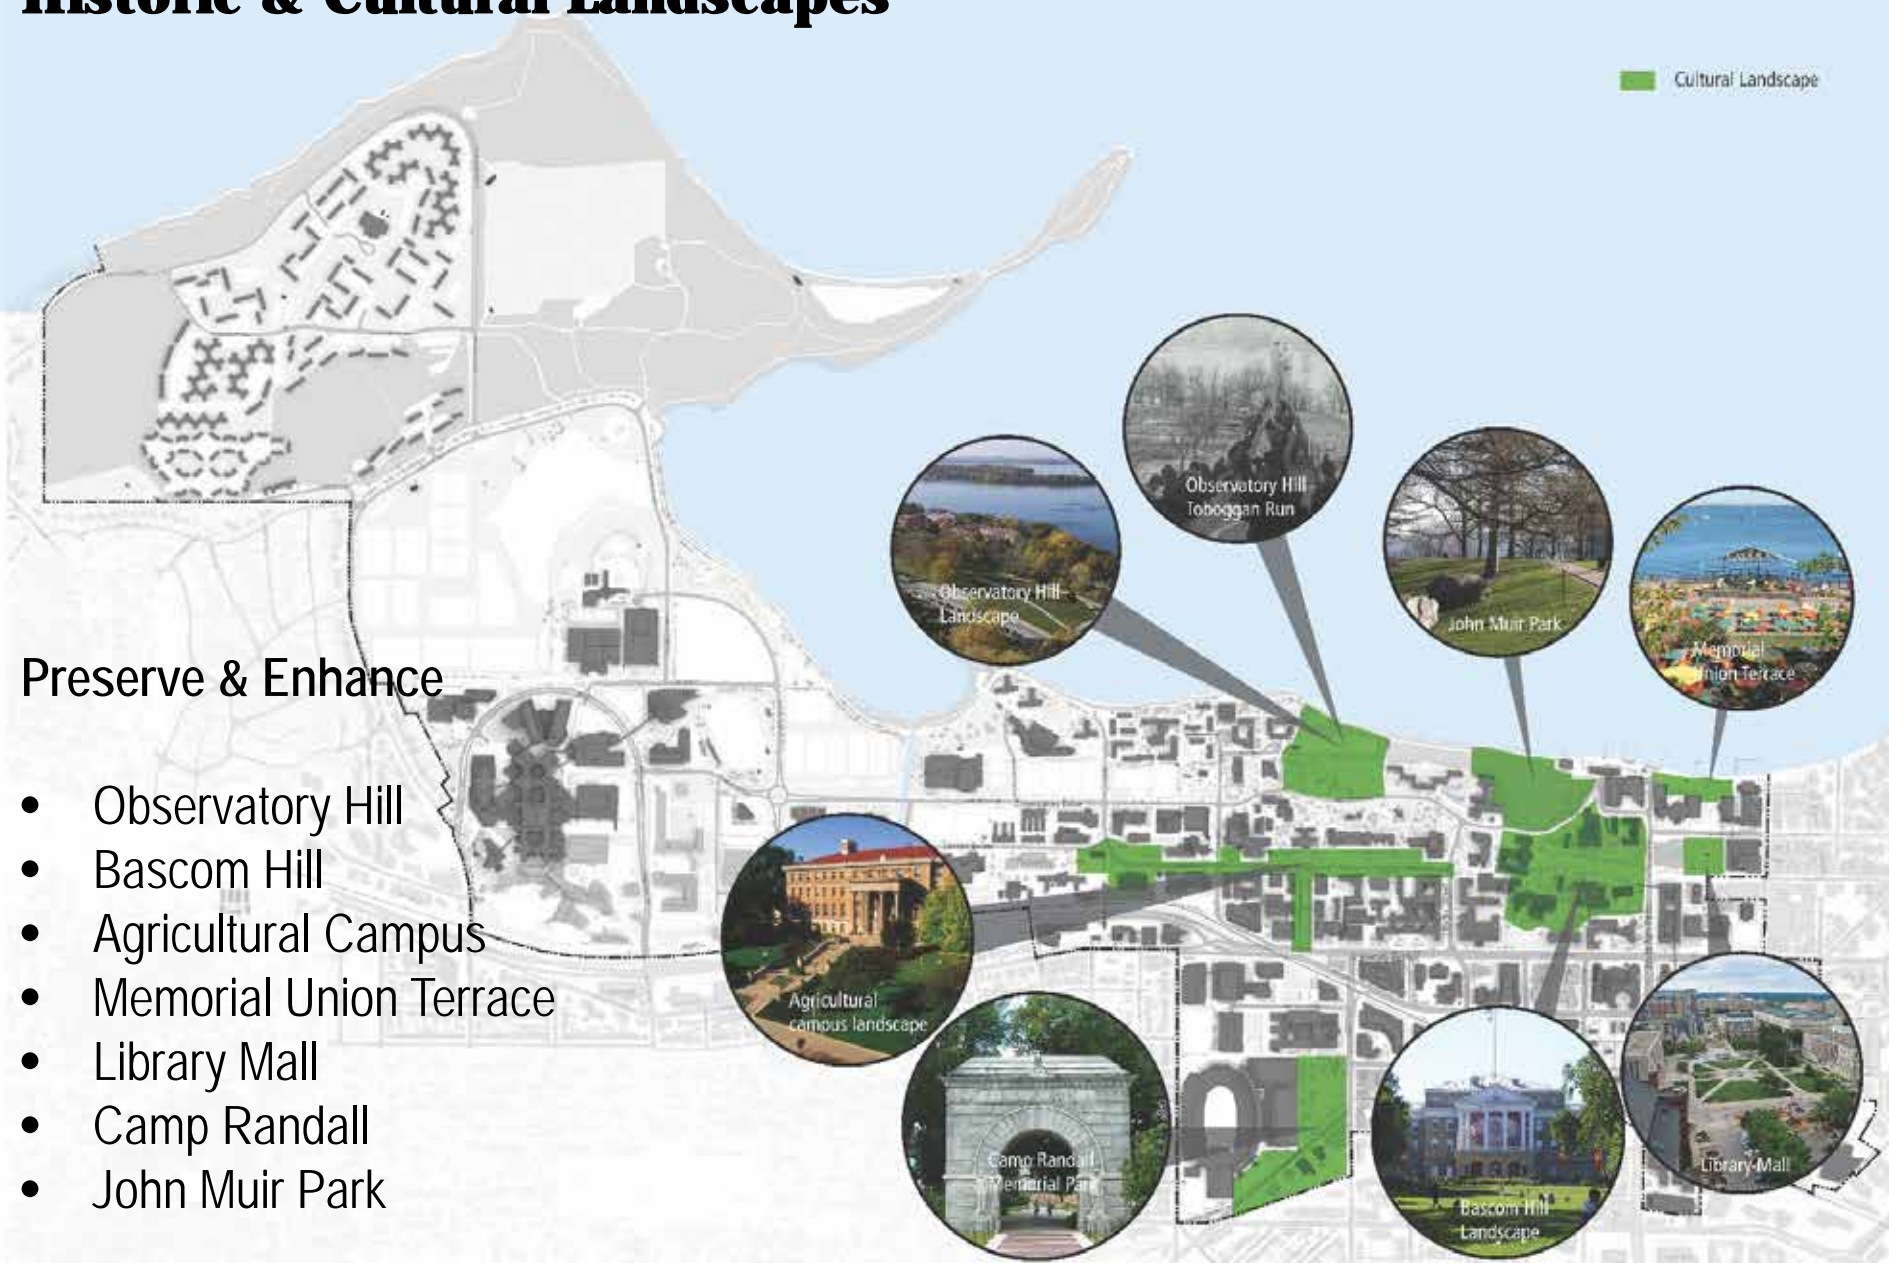 Historic & Cultural Landscapes
Cultural Landscape
Observatory Hill
Toboggan Run
Observatory Hill
Landscape
John Muir Park
Memorial
Union Terrace
Preserve & Enhance
• Observatory Hill
• Bascom Hill
• Agricultural Campus
• Memorial Union Terrace
• Library Mall
• Camp Randall
• John Muir Park
Agricultural
campus landscape
Camp Randall
Memorial Park
Bascom Hill
Landscape
Library Mall